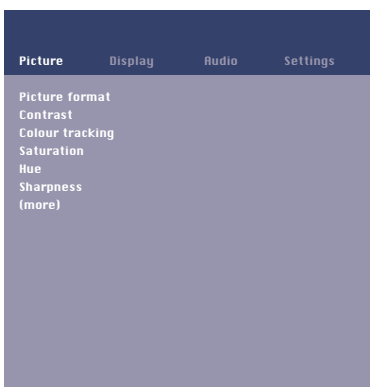 Picture Display Audio Settings
Picture format
Contrast
Colour tracking
Saturation
Hue
Sharpness
(more)